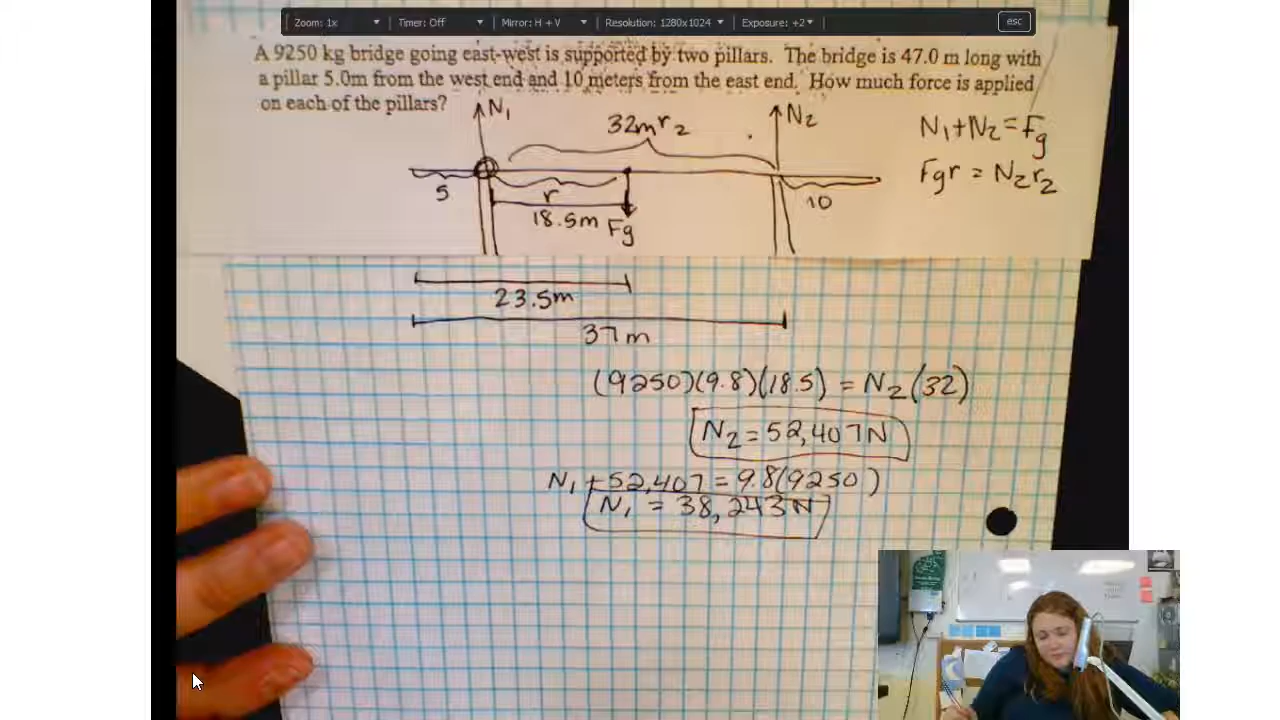 Zoom: 1x Timer: Off Mirror: H + V Resolution: 1280x1024 Exposure: +2 esc
A 9250 kg bridge going east-west is supported by two pillars. The bridge is 47.0 m long with
a pillar 5.0m from the west end and 10 meters from the east end. How much force is applied
on each of the pillars?
N₁
32m r₂
N₂
N₁+N₂ = Fg
Fgr = N₂r₂
5
r
10
18.5m
Fg
23.5m
37m
(9250)(9.8)(18.5) = N₂(32)
N₂ = 52,407N
N₁ + 52,407 = 9.8(9250)
N₁ = 38,243N